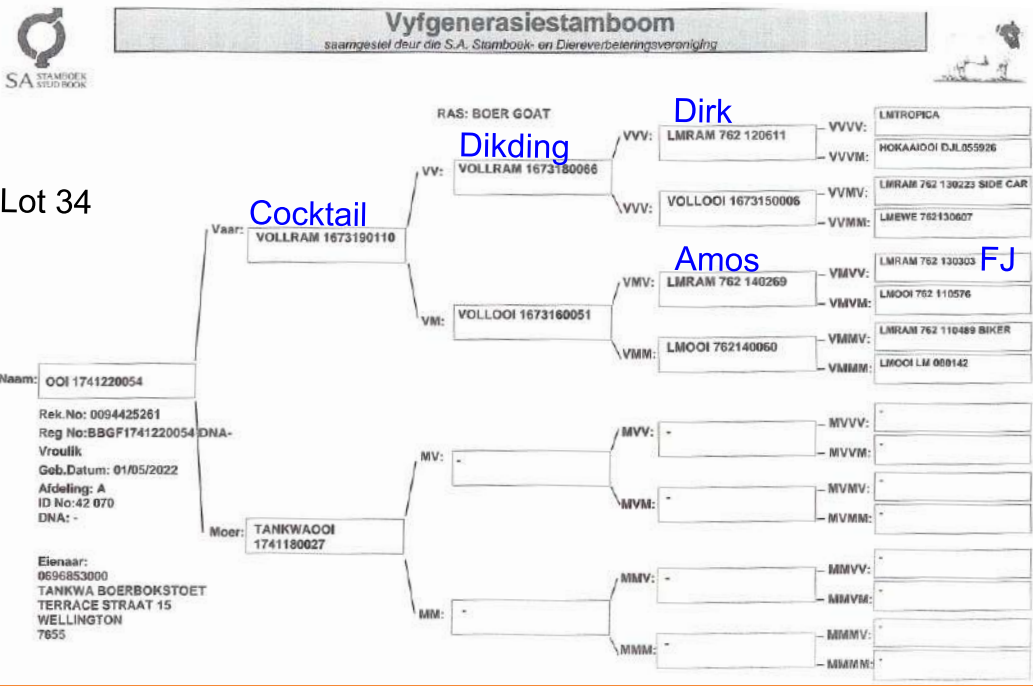 Vyfgenerasiestamboom
saamgestel deur die S.A. Stamboek- en Diereverbeteringsvereniging
SA STAMBOEK
STUD BOOK
RAS: BOER GOAT
Lot 34
Naam: OOI 1741220054
Rek.No: 0094425261
Reg No:BBGF1741220054 DNA-
Vroulik
Geb.Datum: 01/05/2022
Afdeling: A
ID No:42 070
DNA: -
Eienaar:
0696853000
TANKWA BOERBOKSTOET
TERRACE STRAAT 15
WELLINGTON
7655
Cocktail
Vaar: VOLLRAM 1673190110
Moer: TANKWAOOI
1741180027
Dikding
VV: VOLLRAM 1673180066
VM: VOLLOOI 1673160051
MV: -
MM: -
Dirk
VVV: LMRAM 762 120611
VVV: VOLLOOI 1673150006
Amos
VMV: LMRAM 762 140269
VMM: LMOOI 762140060
MVV: -
MVM: -
MMV: -
MMM: -
VVVV: LMTROPICA
VVVM: HOKAAIOOI DJL055926
VVMV: LMRAM 762 130223 SIDE CAR
VVMM: LMEWE 762130607
VMVV: LMRAM 762 130303 FJ
VMVM: LMOOI 762 110576
VMMV: LMRAM 762 110489 BIKER
VMMM: LMOOI LM 080142
MVVV: -
MVVM: -
MVMV: -
MVMM: -
MMVV: -
MMVM: -
MMMV: -
MMMM: -